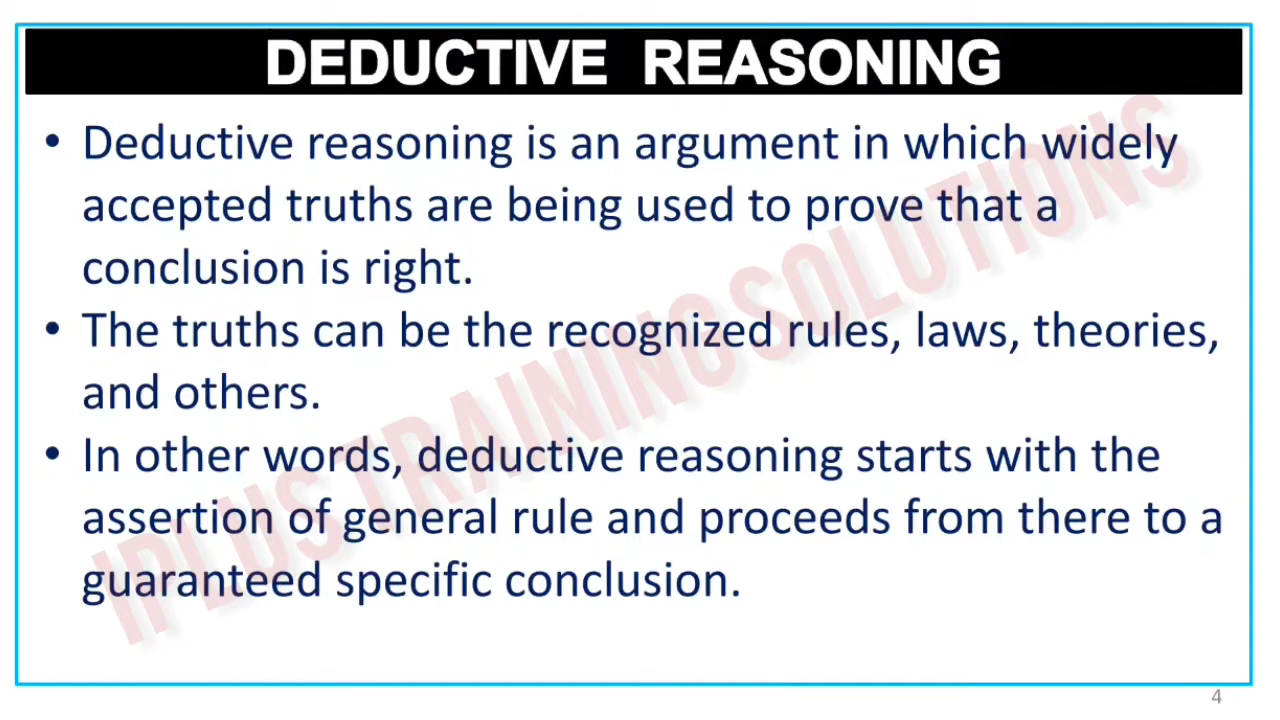 DEDUCTIVE REASONING
• Deductive reasoning is an argument in which widely
accepted truths are being used to prove that a
conclusion is right.
• The truths can be the recognized rules, laws, theories,
and others.
• In other words, deductive reasoning starts with the
assertion of general rule and proceeds from there to a
guaranteed specific conclusion.
IPLUS TRAINING SOLUTIONS
4